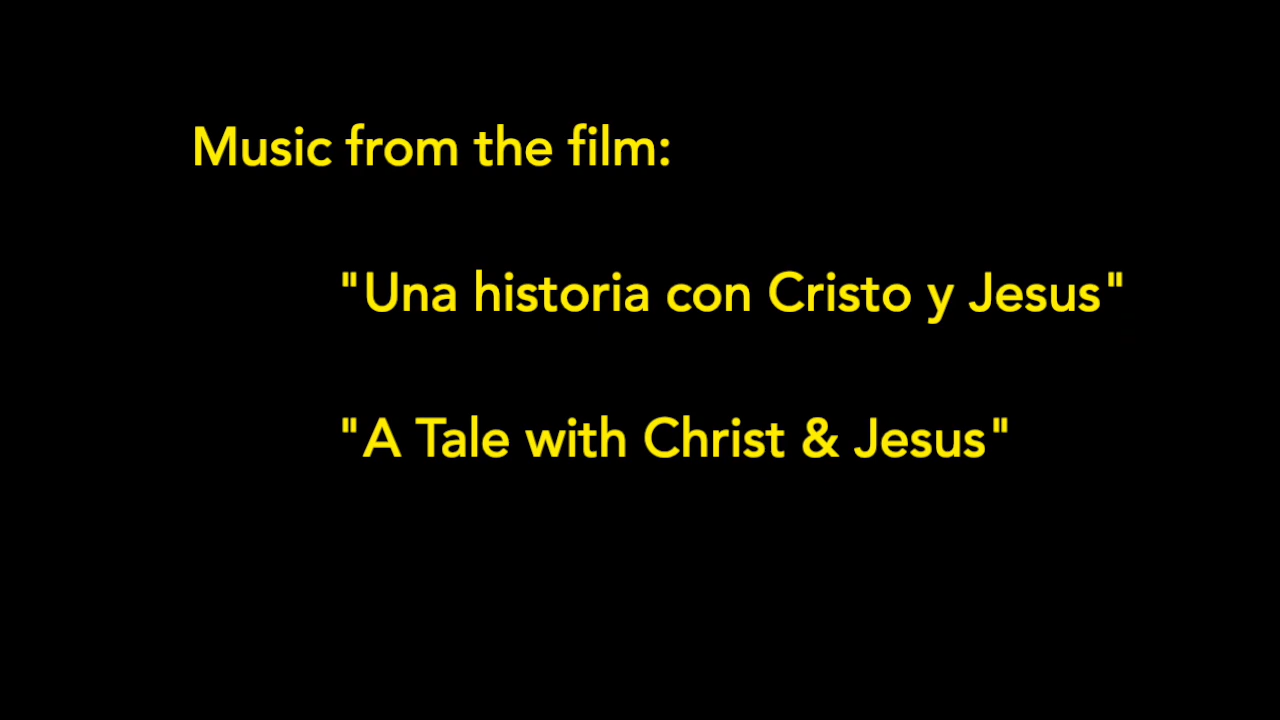 Music from the film:
"Una historia con Cristo y Jesus"
"A Tale with Christ & Jesus"